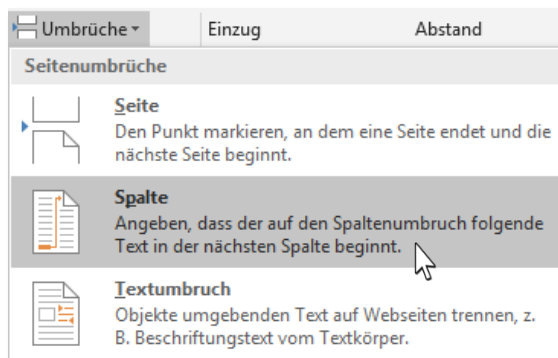 Umbrüche Einzug Abstand
Seitenumbrüche
Seite
Den Punkt markieren, an dem eine Seite endet und die
nächste Seite beginnt.
Spalte
Angeben, dass der auf den Spaltenumbruch folgende
Text in der nächsten Spalte beginnt.
Textumbruch
Objekte umgebenden Text auf Webseiten trennen, z.
B. Beschriftungstext vom Textkörper.